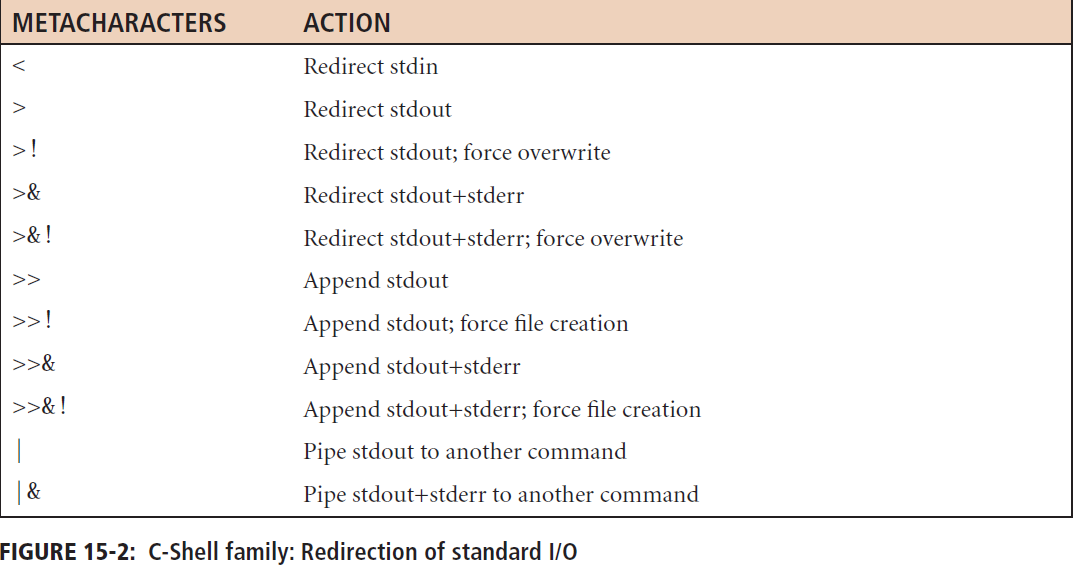 METACHARACTERS ACTION
< Redirect stdin
> Redirect stdout
>! Redirect stdout; force overwrite
>& Redirect stdout+stderr
>&! Redirect stdout+stderr; force overwrite
>> Append stdout
>>! Append stdout; force file creation
>>& Append stdout+stderr
>>&! Append stdout+stderr; force file creation
| Pipe stdout to another command
|& Pipe stdout+stderr to another command
FIGURE 15-2: C-Shell family: Redirection of standard I/O